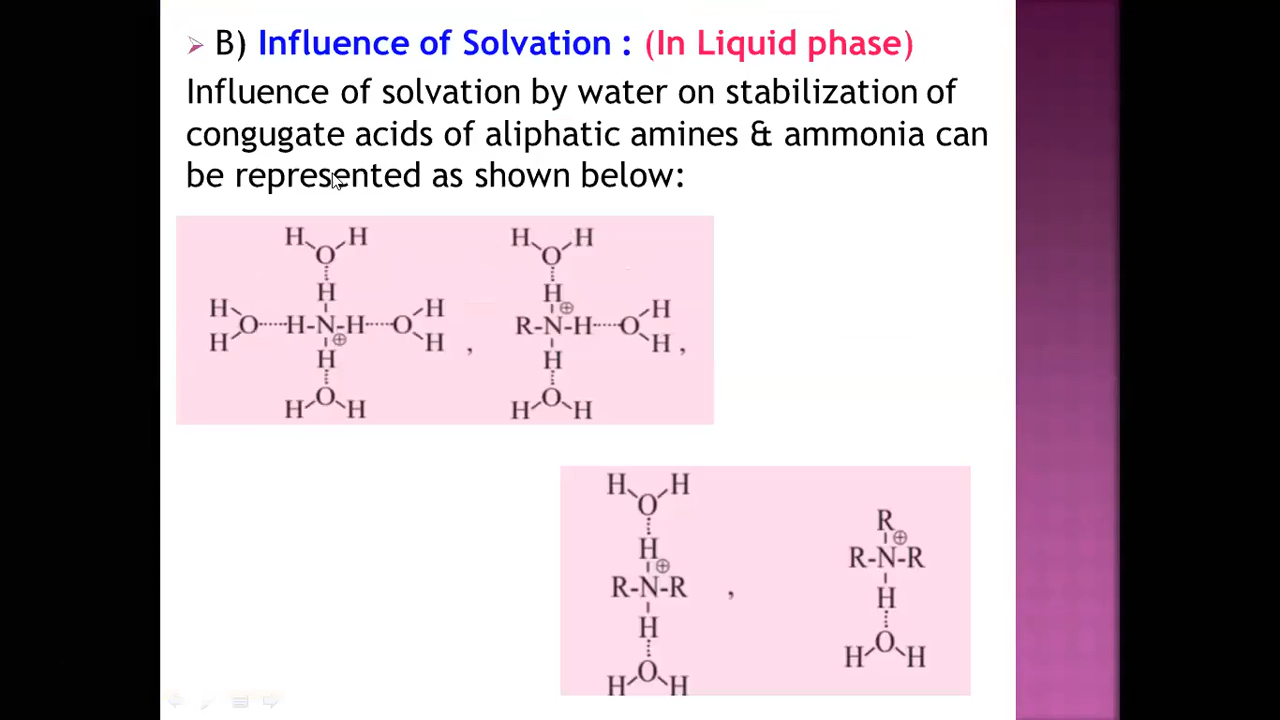 ➢ B) Influence of Solvation : (In Liquid phase)
Influence of solvation by water on stabilization of
congugate acids of aliphatic amines & ammonia can
be represented as shown below:
H H H H
O O
H H
H H ⊕ H
O H-N-H O R-N-H O
H ⊕ H H ,
, 
H H
O O
H H H H
H H
O R
H ⊕
⊕ R-N-R
R-N-R ,
H H
O O
H H H H